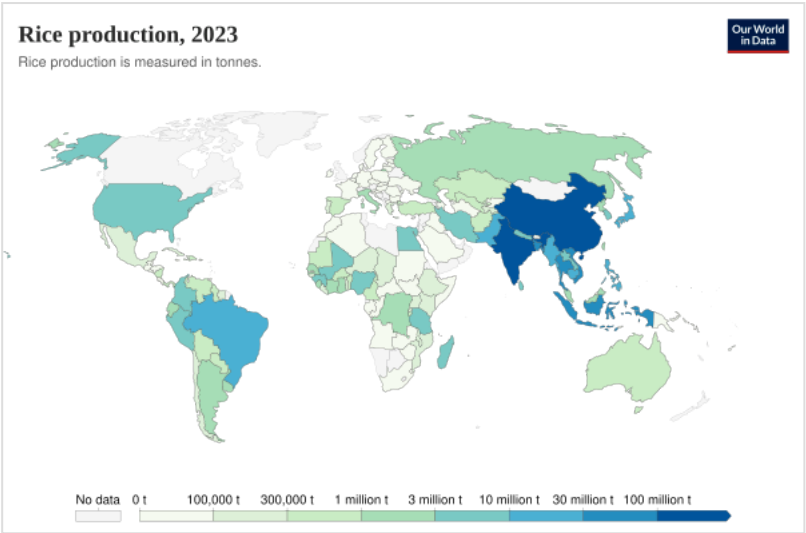 Rice production, 2023
Our World
in Data
Rice production is measured in tonnes.
No data 0 t 100,000 t 300,000 t 1 million t 3 million t 10 million t 30 million t 100 million t